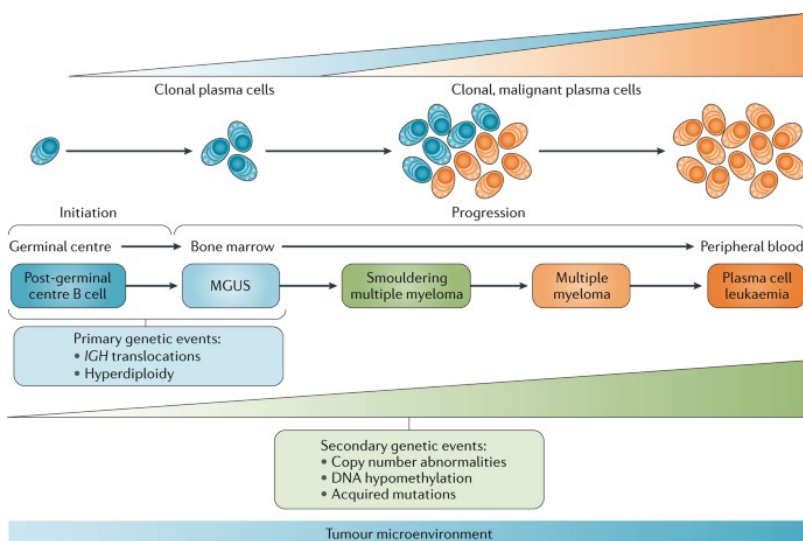 Clonal plasma cells
Clonal, malignant plasma cells
Initiation
Progression
Germinal centre
Bone marrow
Peripheral blood
Post-germinal
centre B cell
MGUS
Smouldering
multiple myeloma
Multiple
myeloma
Plasma cell
leukaemia
Primary genetic events:
• IGH translocations
• Hyperdiploidy
Secondary genetic events:
• Copy number abnormalities
• DNA hypomethylation
• Acquired mutations
Tumour microenvironment